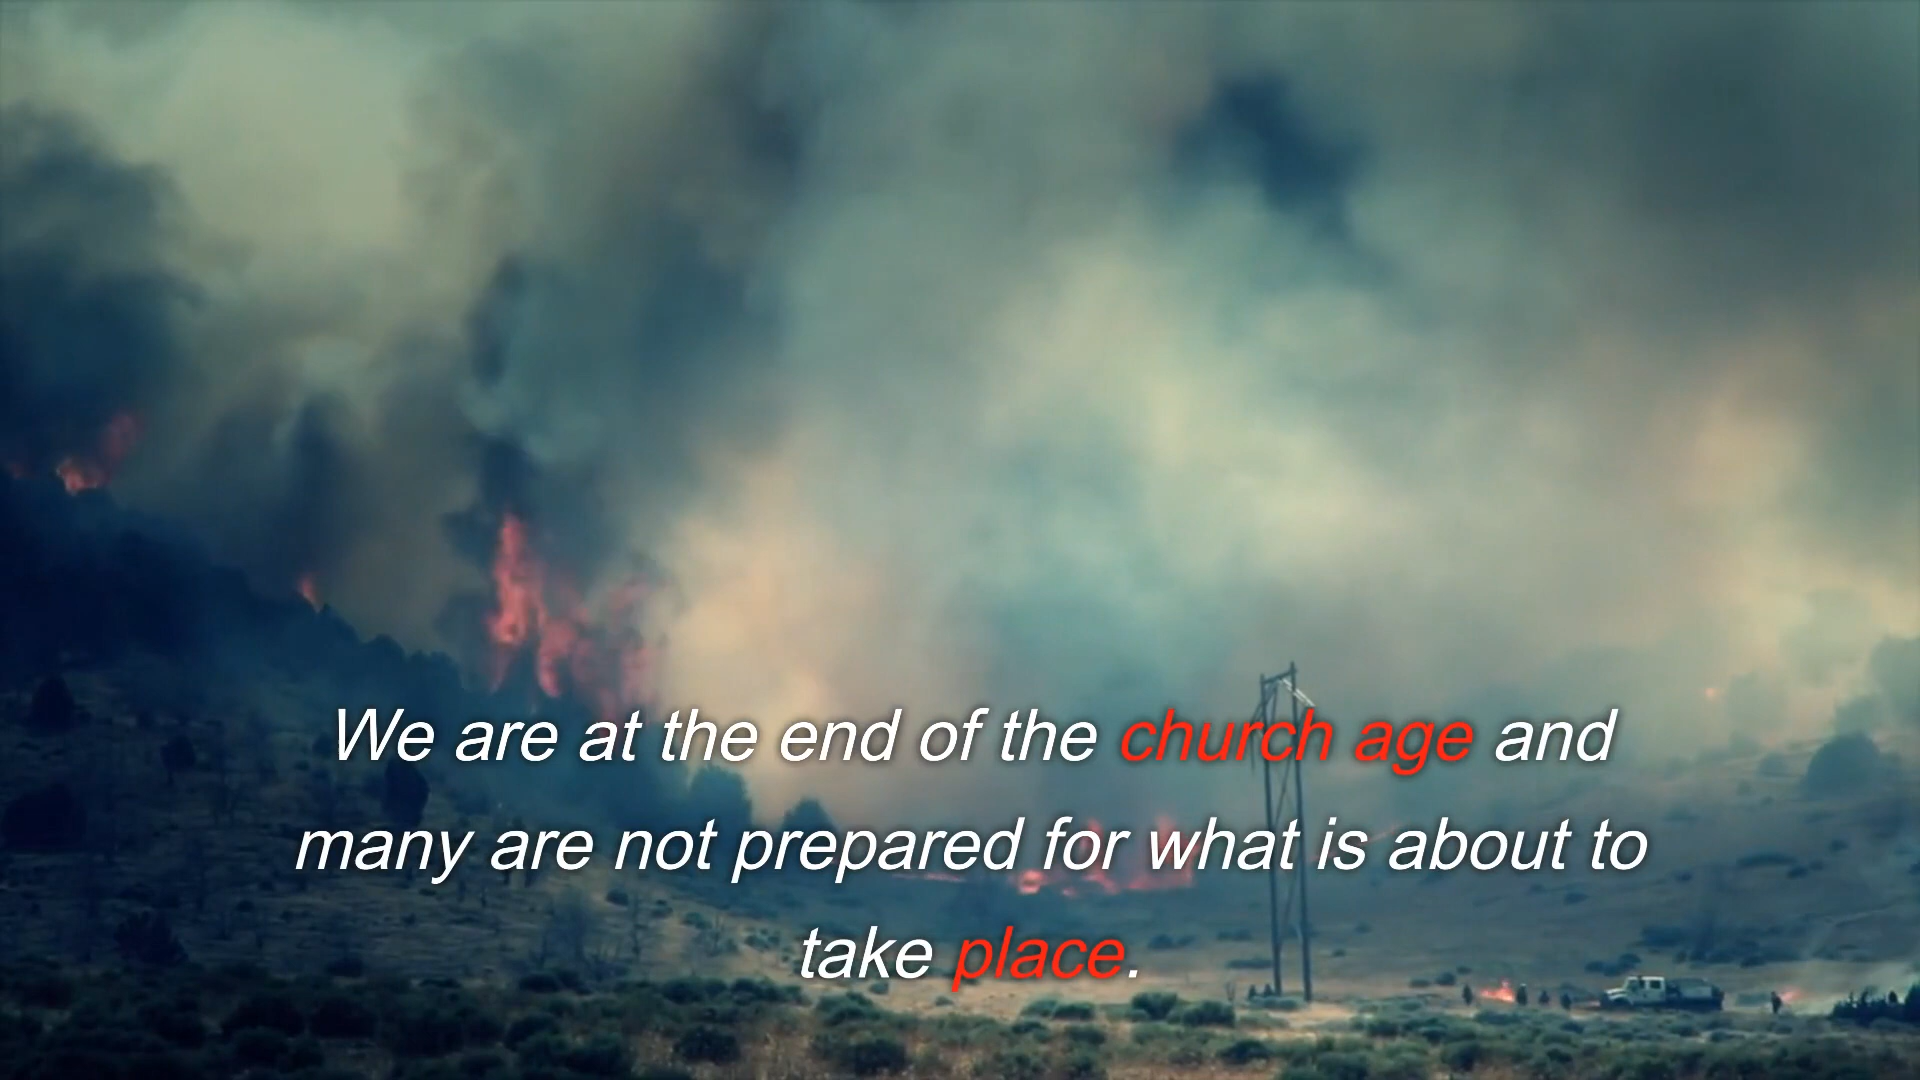 We are at the end of the church age and
many are not prepared for what is about to
take place.